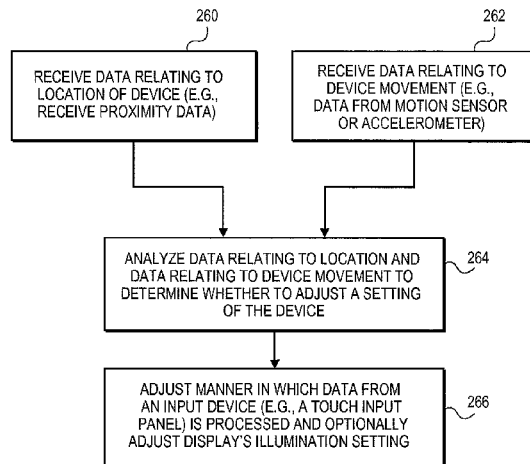 260
262
RECEIVE DATA RELATING TO
LOCATION OF DEVICE (E.G.,
RECEIVE PROXIMITY DATA)
RECEIVE DATA RELATING TO
DEVICE MOVEMENT (E.G.,
DATA FROM MOTION SENSOR
OR ACCELEROMETER)
ANALYZE DATA RELATING TO LOCATION AND
DATA RELATING TO DEVICE MOVEMENT TO
DETERMINE WHETHER TO ADJUST A SETTING
OF THE DEVICE
264
ADJUST MANNER IN WHICH DATA FROM
AN INPUT DEVICE (E.G., A TOUCH INPUT
PANEL) IS PROCESSED AND OPTIONALLY
ADJUST DISPLAY'S ILLUMINATION SETTING
266